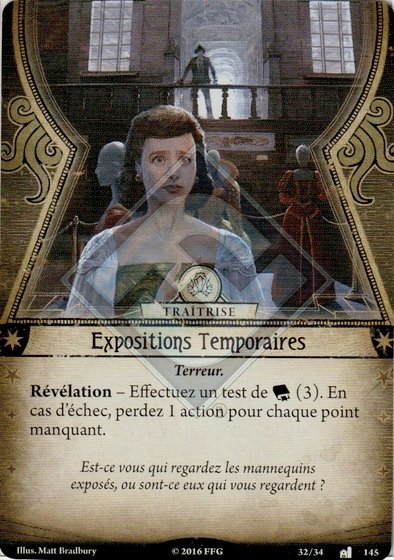 TRAÎTRISE
Expositions Temporaires
Terreur.
Révélation – Effectuez un test de (3). En
cas d'échec, perdez 1 action pour chaque point
manquant.
Est-ce vous qui regardez les mannequins
exposés, ou sont-ce eux qui vous regardent ?
Illus. Matt Bradbury © 2016 FFG 32/34 145